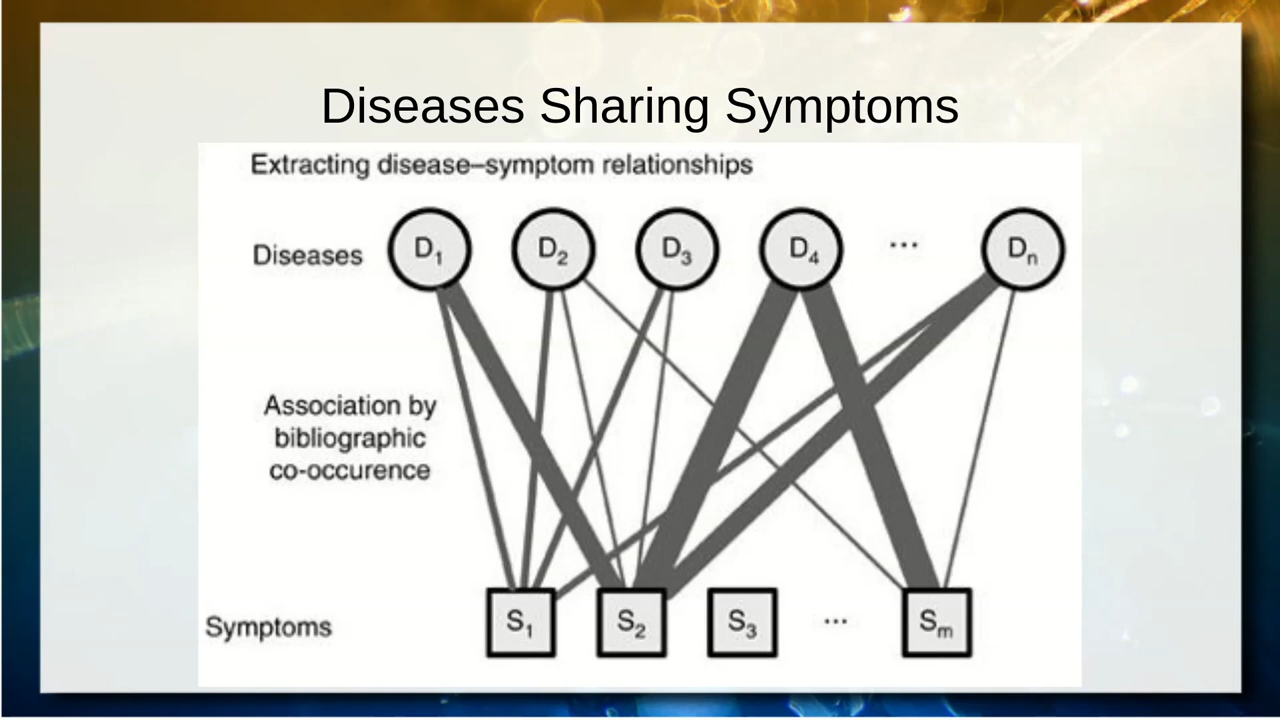 Diseases Sharing Symptoms
Extracting disease–symptom relationships
Diseases
D1
D2
D3
D4
...
Dn
Association by
bibliographic
co-occurence
Symptoms
S1
S2
S3
...
Sm